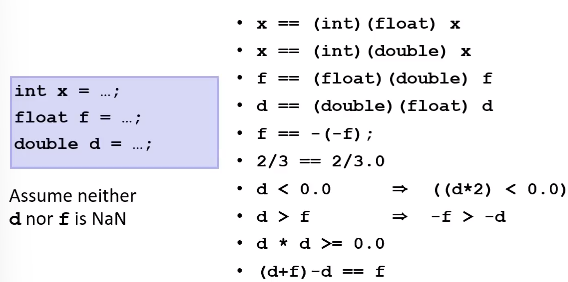 int x = …;
float f = …;
double d = …;
Assume neither
d nor f is NaN
• x == (int)(float) x
• x == (int)(double) x
• f == (float)(double) f
• d == (double)(float) d
• f == -(-f);
• 2/3 == 2/3.0
• d < 0.0 ⇒ ((d*2) < 0.0)
• d > f ⇒ -f > -d
• d * d >= 0.0
• (d+f)-d == f